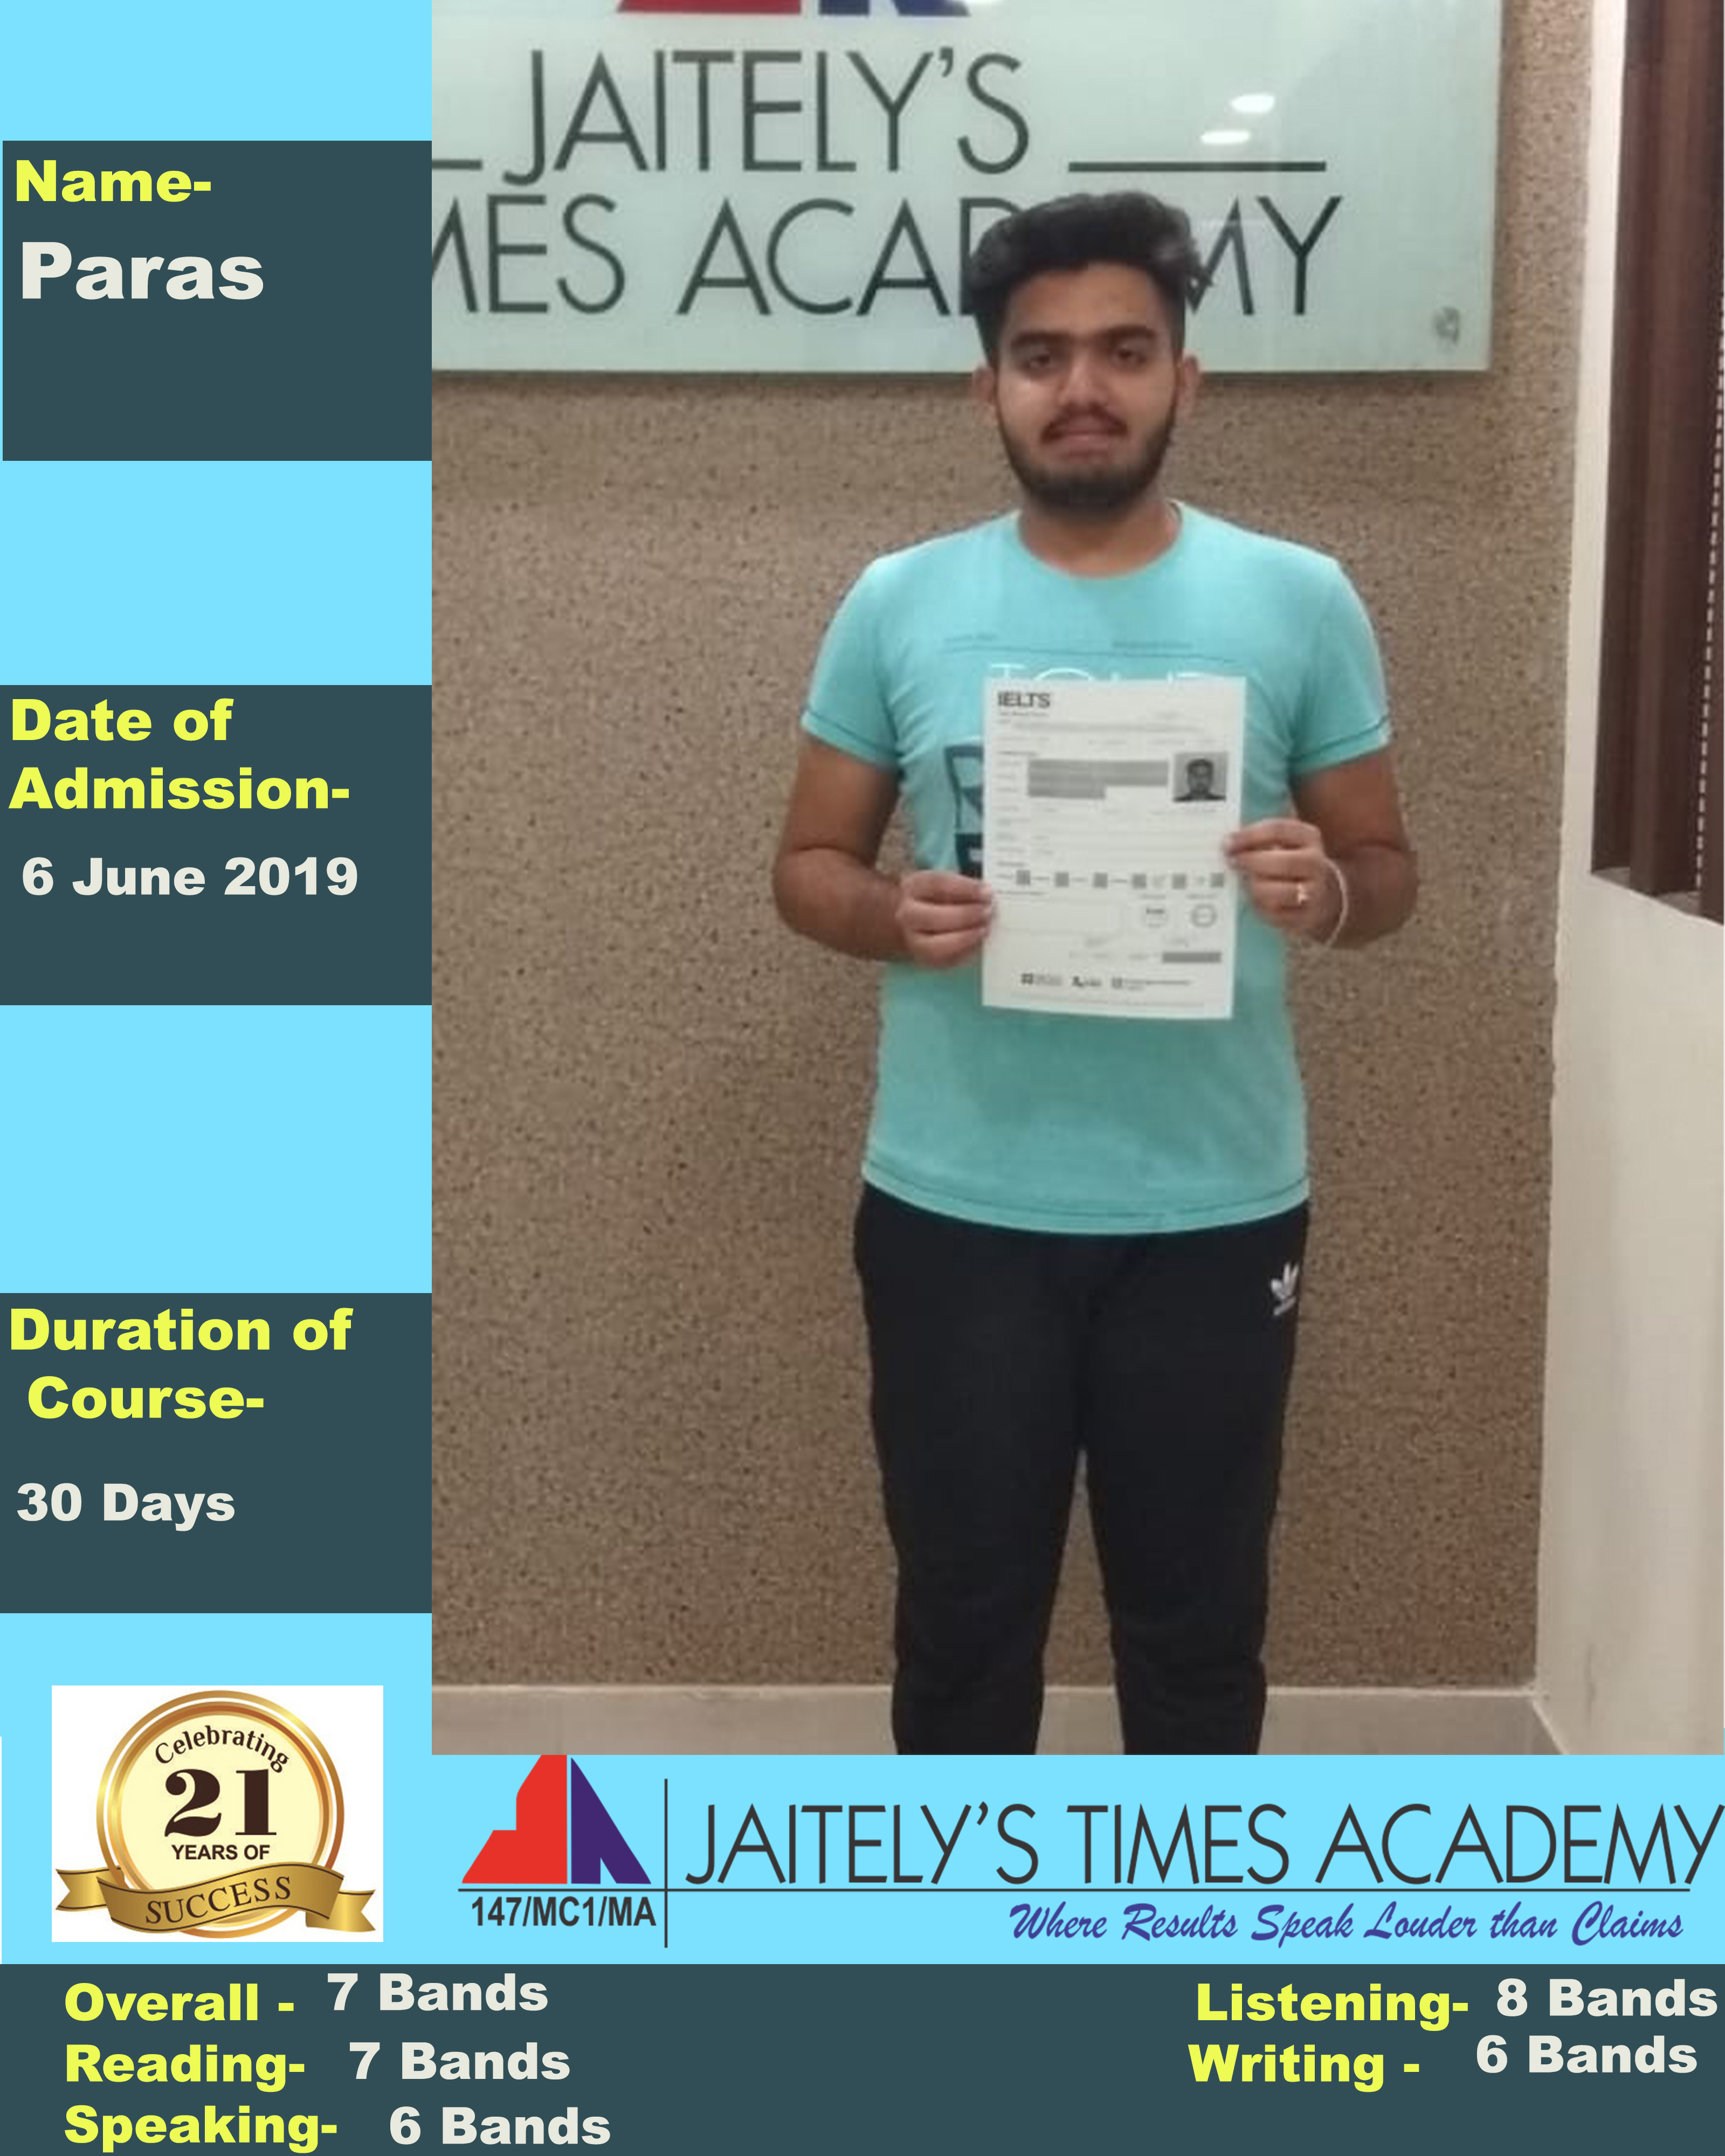 JAITELY'S
MES ACADEMY
Name-
Paras
IELTS
Date of
Admission-
6 June 2019
Duration of
Course-
30 Days
Celebrating
21
YEARS OF
SUCCESS
147/MC1/MA
JAITELY'S TIMES ACADEMY
Where Results Speak Louder than Claims
Overall - 7 Bands
Reading- 7 Bands
Speaking- 6 Bands
Listening- 8 Bands
Writing - 6 Bands